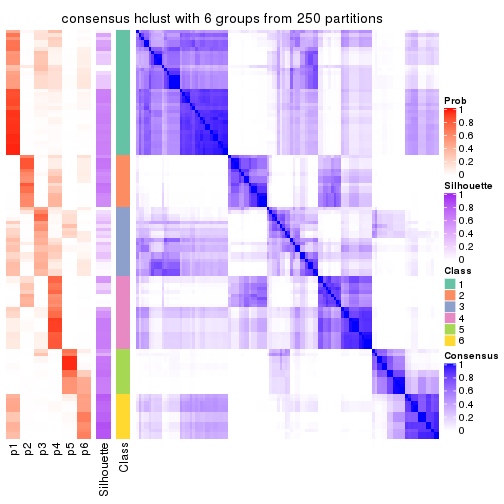 consensus hclust with 6 groups from 250 partitions
Prob
1
0.8
0.6
0.4
0.2
0
Silhouette
1
0.8
0.6
0.4
0.2
0
Class
1
2
3
4
5
6
Consensus
1
0.8
0.6
0.4
0.2
0
p1
p2
p3
p4
p5
p6
Silhouette
Class